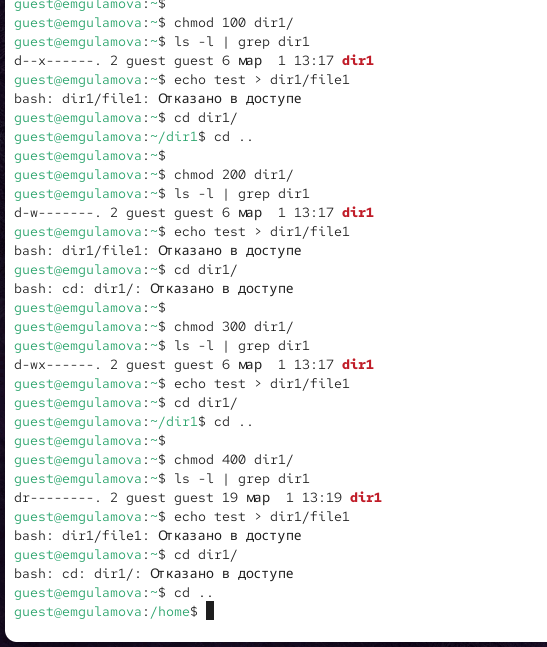 guest@emgulamova:~$
guest@emgulamova:~$ chmod 100 dir1/
guest@emgulamova:~$ ls -l | grep dir1
d--x------. 2 guest guest 6 мар  1 13:17 dir1
guest@emgulamova:~$ echo test > dir1/file1
bash: dir1/file1: Отказано в доступе
guest@emgulamova:~$ cd dir1/
guest@emgulamova:~/dir1$ cd ..
guest@emgulamova:~$
guest@emgulamova:~$ chmod 200 dir1/
guest@emgulamova:~$ ls -l | grep dir1
d-w-------. 2 guest guest 6 мар  1 13:17 dir1
guest@emgulamova:~$ echo test > dir1/file1
bash: dir1/file1: Отказано в доступе
guest@emgulamova:~$ cd dir1/
bash: cd: dir1/: Отказано в доступе
guest@emgulamova:~$
guest@emgulamova:~$ chmod 300 dir1/
guest@emgulamova:~$ ls -l | grep dir1
d-wx------. 2 guest guest 6 мар  1 13:17 dir1
guest@emgulamova:~$ echo test > dir1/file1
guest@emgulamova:~$ cd dir1/
guest@emgulamova:~/dir1$ cd ..
guest@emgulamova:~$
guest@emgulamova:~$ chmod 400 dir1/
guest@emgulamova:~$ ls -l | grep dir1
dr--------. 2 guest guest 19 мар  1 13:19 dir1
guest@emgulamova:~$ echo test > dir1/file1
bash: dir1/file1: Отказано в доступе
guest@emgulamova:~$ cd dir1/
bash: cd: dir1/: Отказано в доступе
guest@emgulamova:~$ cd ..
guest@emgulamova:/home$